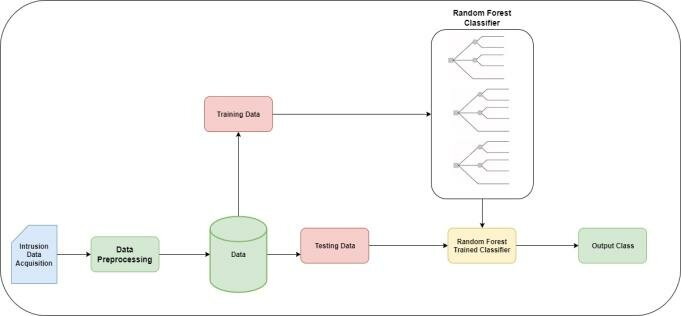 Random Forest
Classifier
Training Data
Intrusion
Data
Acquisition
Data
Preprocessing
Data
Testing Data
Random Forest
Trained Classifier
Output Class